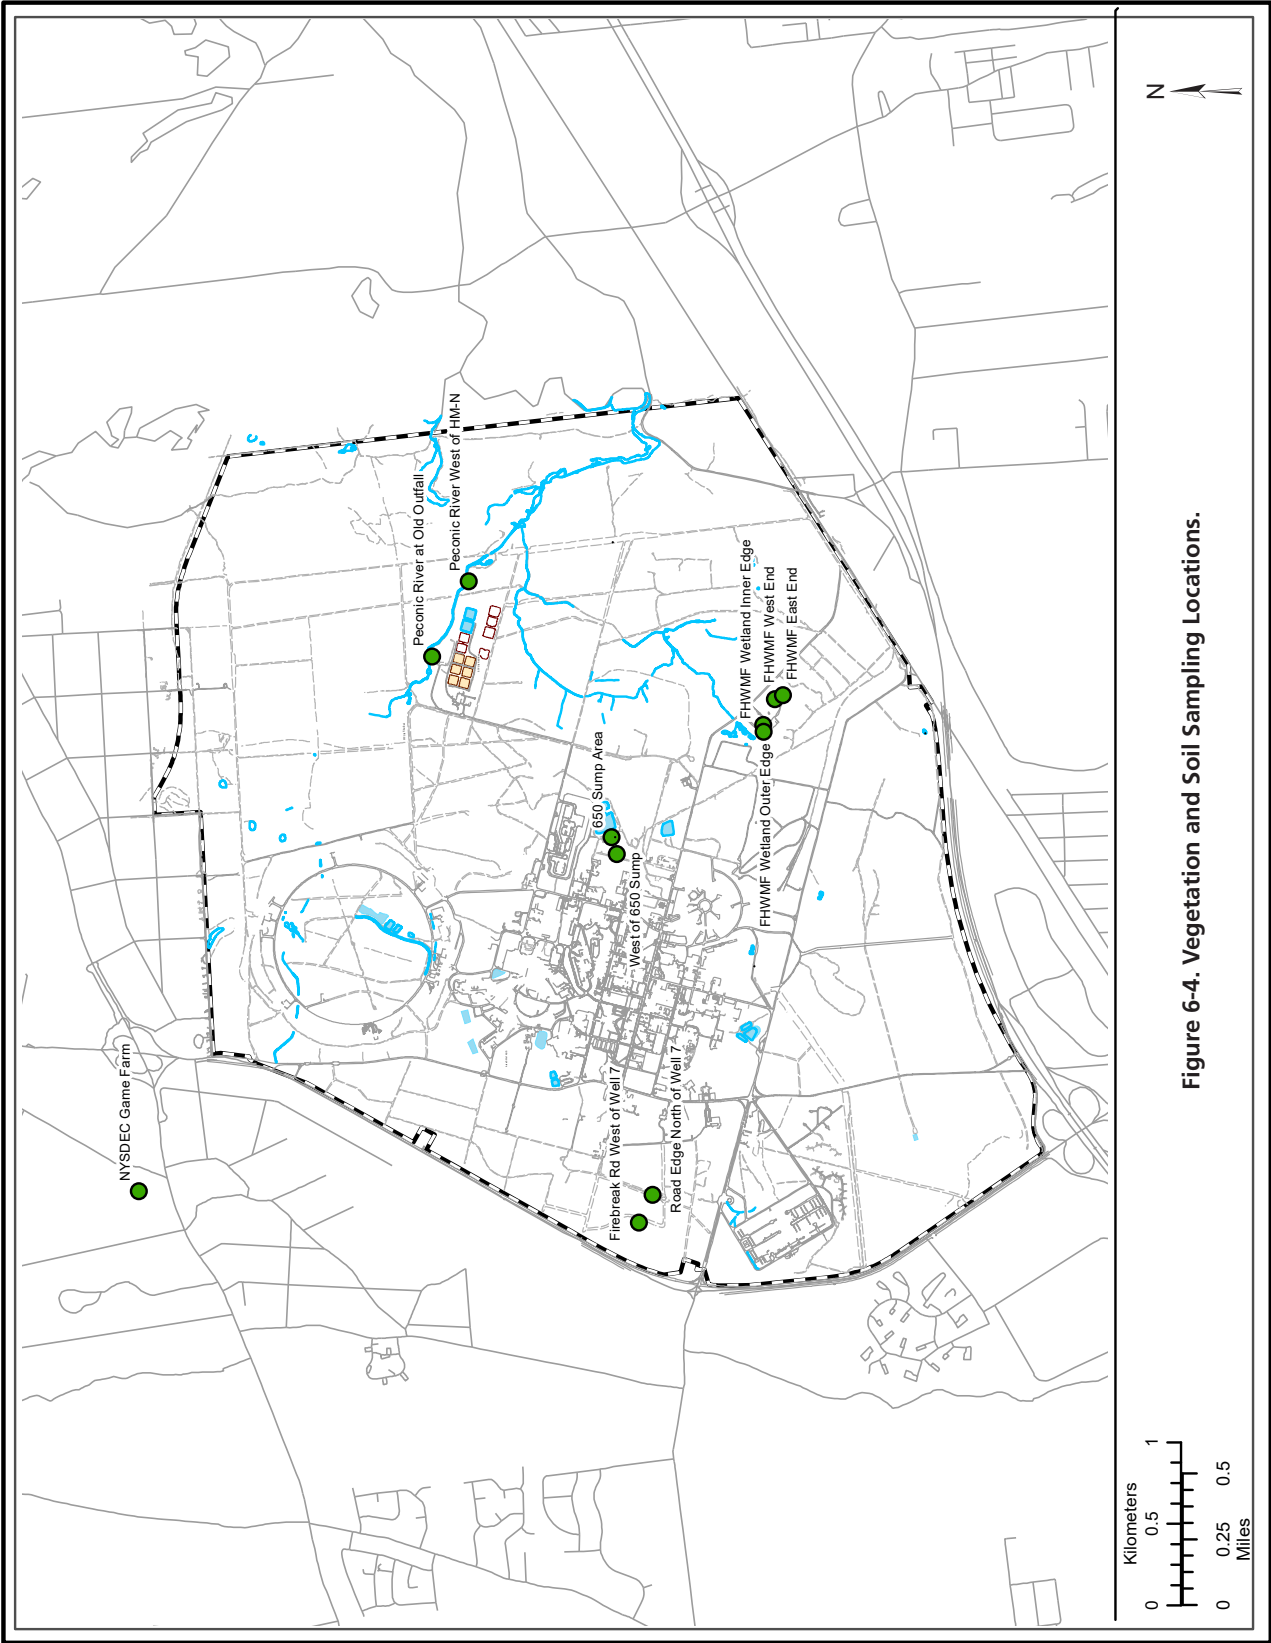 NYSDEC Game Farm
Peconic River at Old Outfall
Peconic River West of HM-N
650 Sump Area
West of 650 Sump
Firebreak Rd West of Well 7
Road Edge North of Well 7
FHWMF Wetland Inner Edge
FHWMF Wetland Outer Edge
FHWMF West End
FHWMF East End
N
Kilometers
0 0.5 1
0 0.25 0.5
Miles
Figure 6-4. Vegetation and Soil Sampling Locations.